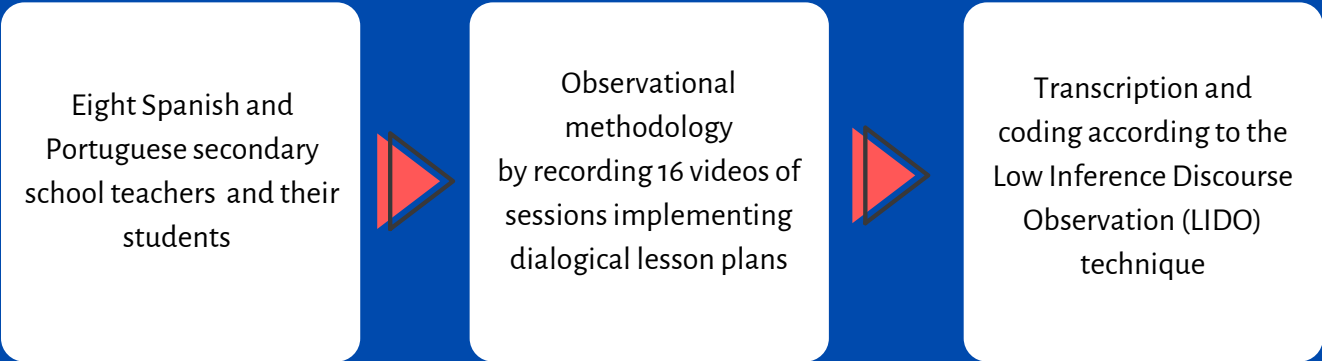 Eight Spanish and
Portuguese secondary
school teachers  and their
students
Observational
methodology
by recording 16 videos of
sessions implementing
dialogical lesson plans
Transcription and
coding according to the
Low Inference Discourse
Observation (LIDO)
technique